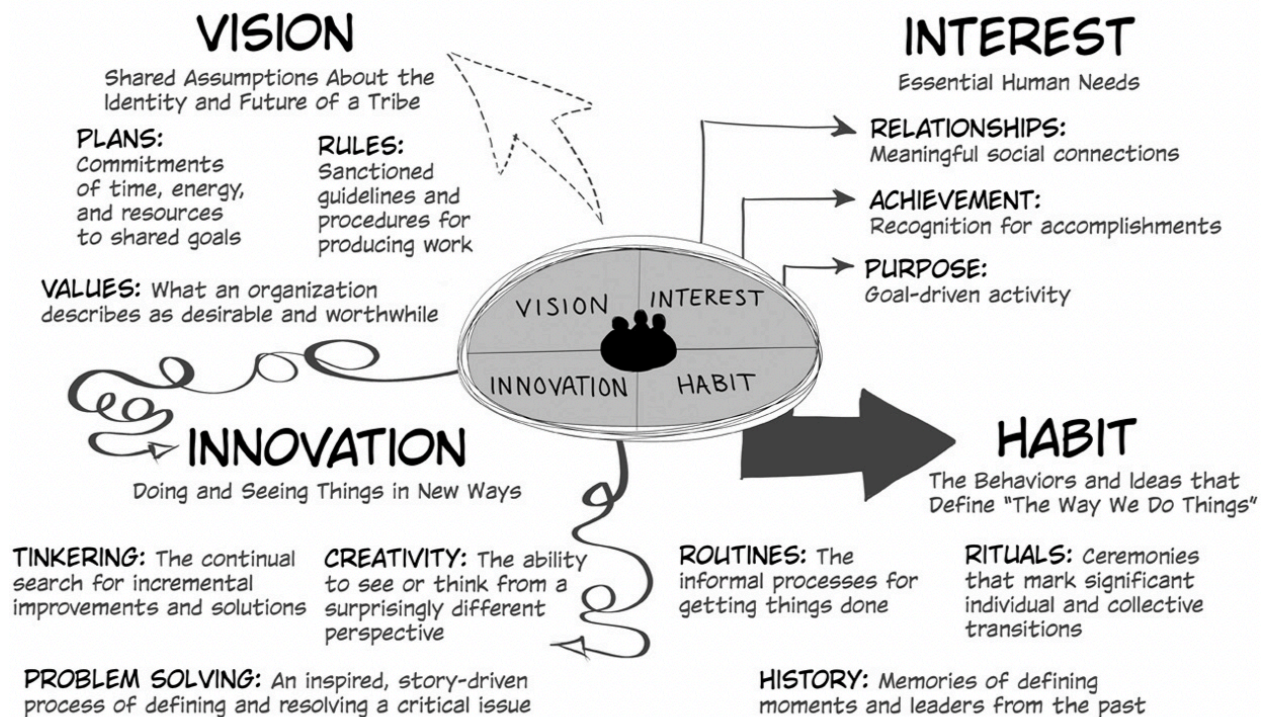 VISION
Shared Assumptions About the
Identity and Future of a Tribe
PLANS:
Commitments
of time, energy,
and resources
to shared goals
RULES:
Sanctioned
guidelines and
procedures for
producing work
VALUES: What an organization
describes as desirable and worthwhile
INTEREST
Essential Human Needs
RELATIONSHIPS:
Meaningful social connections
ACHIEVEMENT:
Recognition for accomplishments
PURPOSE:
Goal-driven activity
VISION
INTEREST
INNOVATION
HABIT
INNOVATION
Doing and Seeing Things in New Ways
TINKERING: The continual
search for incremental
improvements and solutions
CREATIVITY: The ability
to see or think from a
surprisingly different
perspective
PROBLEM SOLVING: An inspired, story-driven
process of defining and resolving a critical issue
HABIT
The Behaviors and Ideas that
Define "The Way We Do Things"
ROUTINES: The
informal processes for
getting things done
RITUALS: Ceremonies
that mark significant
individual and collective
transitions
HISTORY: Memories of defining
moments and leaders from the past